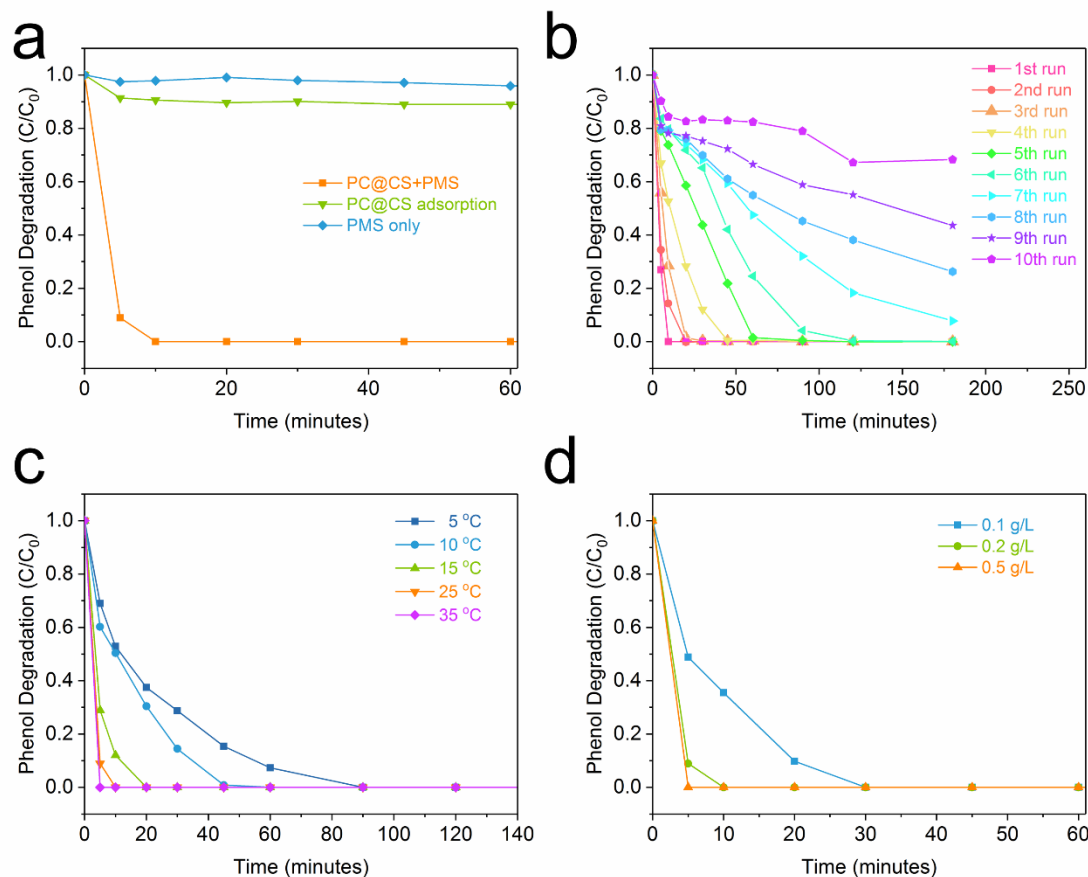 a
1.0
0.8
0.6
0.4
0.2
0.0
Phenol Degradation (C/C0)
PC@CS+PMS
PC@CS adsorption
PMS only
0 20 40 60
Time (minutes)
b
1.0
0.8
0.6
0.4
0.2
0.0
Phenol Degradation (C/C0)
1st run
2nd run
3rd run
4th run
5th run
6th run
7th run
8th run
9th run
10th run
0 50 100 150 200 250
Time (minutes)
c
1.0
0.8
0.6
0.4
0.2
0.0
Phenol Degradation (C/C0)
5 °C
10 °C
15 °C
25 °C
35 °C
0 20 40 60 80 100 120 140
Time (minutes)
d
1.0
0.8
0.6
0.4
0.2
0.0
Phenol Degradation (C/C0)
0.1 g/L
0.2 g/L
0.5 g/L
0 10 20 30 40 50 60
Time (minutes)